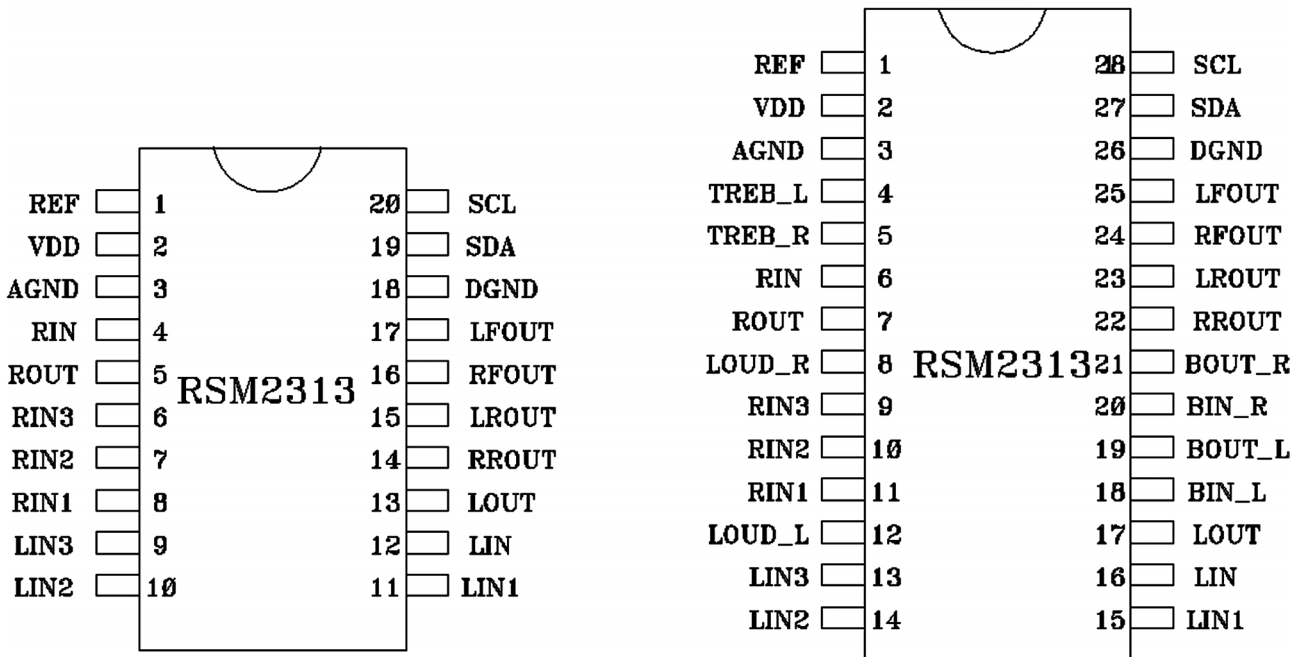 REF 1 20 SCL
VDD 2 19 SDA
AGND 3 18 DGND
RIN 4 17 LFOUT
ROUT 5 16 RFOUT
RSM2313
RIN3 6 15 LROUT
RIN2 7 14 RROUT
RIN1 8 13 LOUT
LIN3 9 12 LIN
LIN2 10 11 LIN1
REF 1 28 SCL
VDD 2 27 SDA
AGND 3 26 DGND
TREB_L 4 25 LFOUT
TREB_R 5 24 RFOUT
RIN 6 23 LROUT
ROUT 7 22 RROUT
LOUD_R 8 RSM2313 21 BOUT_R
RIN3 9 20 BIN_R
RIN2 10 19 BOUT_L
RIN1 11 18 BIN_L
LOUD_L 12 17 LOUT
LIN3 13 16 LIN
LIN2 14 15 LIN1